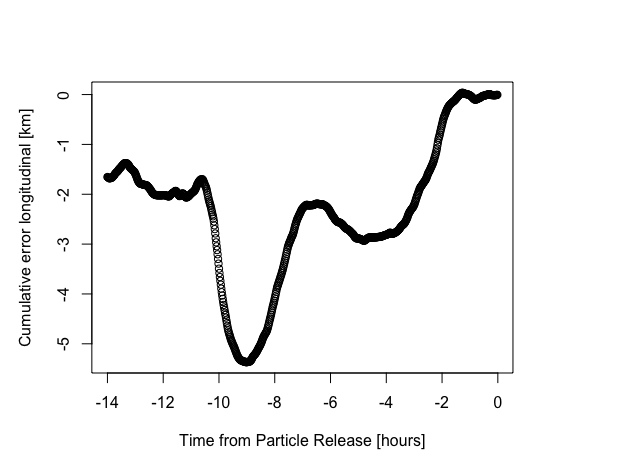 Cumulative error longitudinal [km]
0
-1
-2
-3
-4
-5
-14 -12 -10 -8 -6 -4 -2 0
Time from Particle Release [hours]